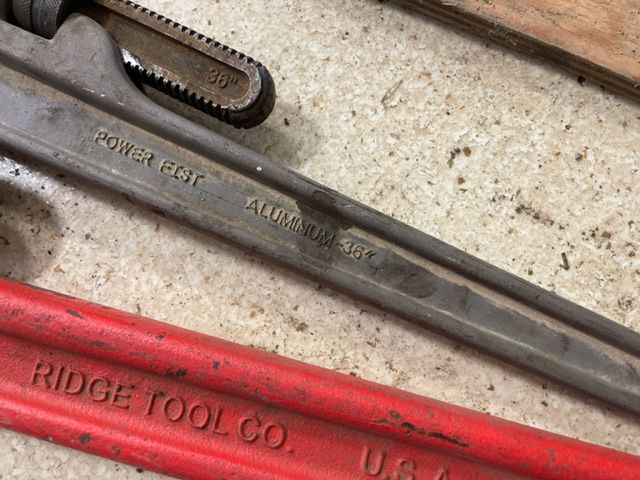 36"
POWER FIST
ALUMINUM-36"
RIDGE TOOL CO.
U.S.A.